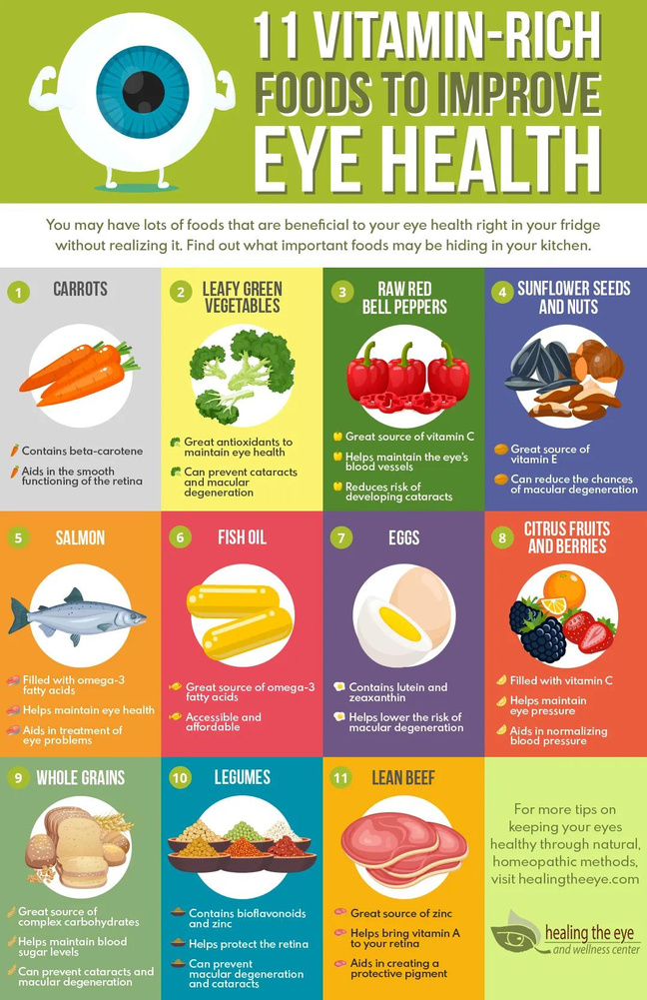 11 VITAMIN-RICH
FOODS TO IMPROVE
EYE HEALTH
You may have lots of foods that are beneficial to your eye health right in your fridge
without realizing it. Find out what important foods may be hiding in your kitchen.
1
CARROTS
Contains beta-carotene
Aids in the smooth
functioning of the retina
2
LEAFY GREEN
VEGETABLES
Great antioxidants to
maintain eye health
Can prevent cataracts
and macular
degeneration
3
RAW RED
BELL PEPPERS
Great source of vitamin C
Helps maintain the eye's
blood vessels
Reduces risk of
developing cataracts
4
SUNFLOWER SEEDS
AND NUTS
Great source of
vitamin E
Can reduce the chances
of macular degeneration
5
SALMON
Filled with omega-3
fatty acids
Helps maintain eye health
Aids in treatment of
eye problems
6
FISH OIL
Great source of omega-3
fatty acids
Accessible and
affordable
7
EGGS
Contains lutein and
zeaxanthin
Helps lower the risk of
macular degeneration
8
CITRUS FRUITS
AND BERRIES
Filled with vitamin C
Helps maintain
eye pressure
Aids in normalizing
blood pressure
9
WHOLE GRAINS
Great source of
complex carbohydrates
Helps maintain blood
sugar levels
Can prevent cataracts and
macular degeneration
10
LEGUMES
Contains bioflavonoids
and zinc
Helps protect the retina
Can prevent
macular degeneration
and cataracts
11
LEAN BEEF
Great source of zinc
Helps bring vitamin A
to your retina
Aids in creating a
protective pigment
For more tips on
keeping your eyes
healthy through natural,
homeopathic methods,
visit healingtheeye.com
healing the eye
and wellness center